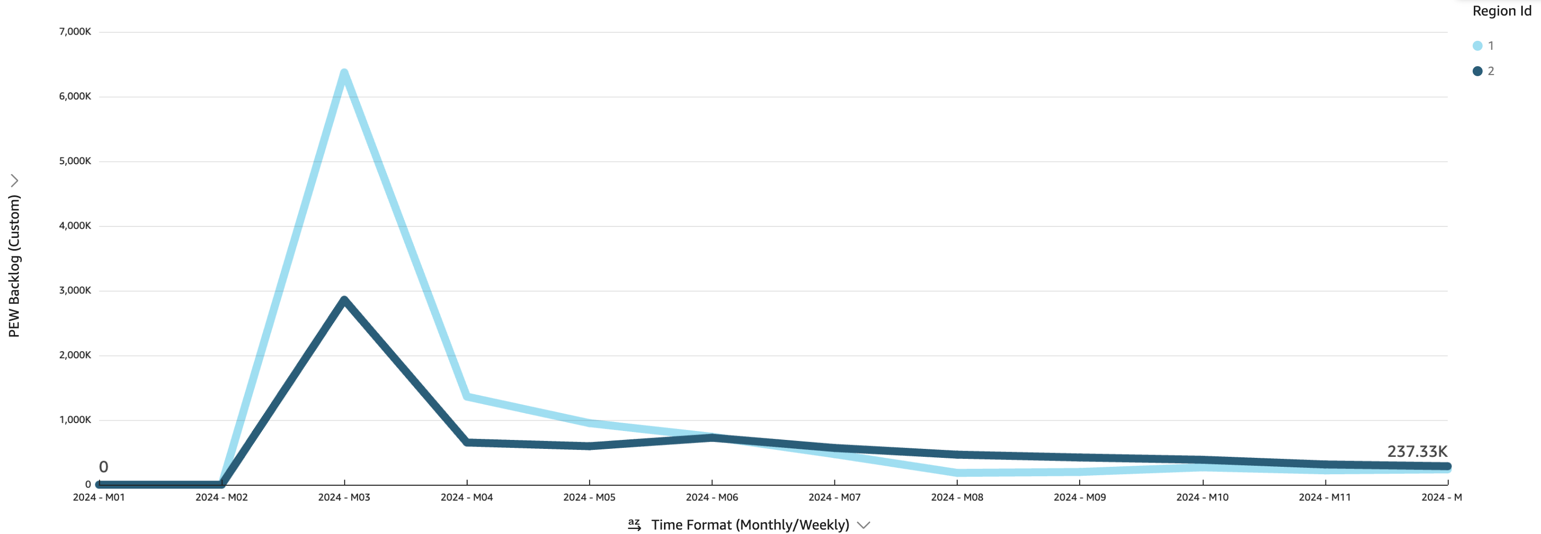 Region Id
1
2
7,000K
6,000K
5,000K
4,000K
3,000K
2,000K
1,000K
0
PEW Backlog (Custom)
0
237.33K
2024 - M01 2024 - M02 2024 - M03 2024 - M04 2024 - M05 2024 - M06 2024 - M07 2024 - M08 2024 - M09 2024 - M10 2024 - M11 2024 - M
Time Format (Monthly/Weekly)